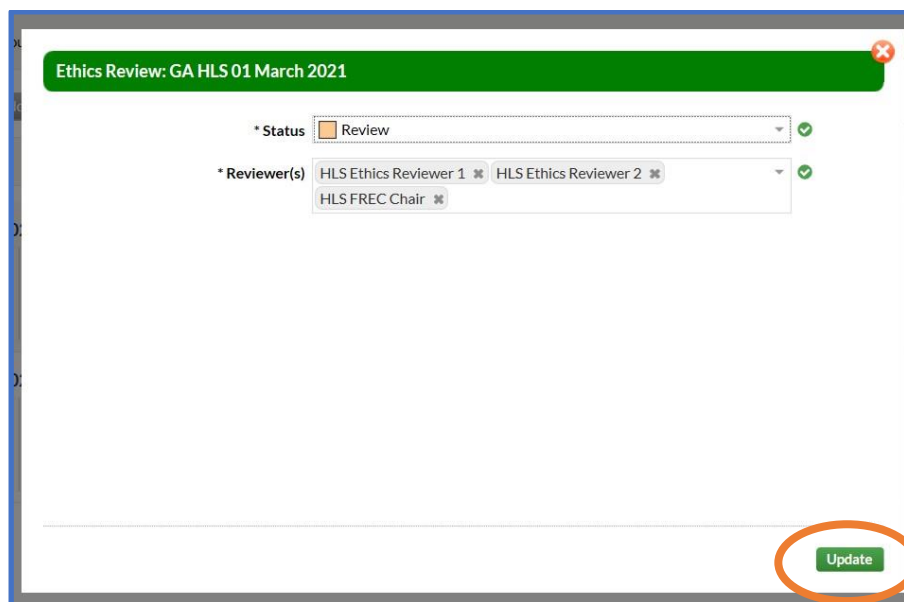 Ethics Review: GA HLS 01 March 2021
* Status Review
* Reviewer(s) HLS Ethics Reviewer 1 ✖ HLS Ethics Reviewer 2 ✖
HLS FREC Chair ✖
Update